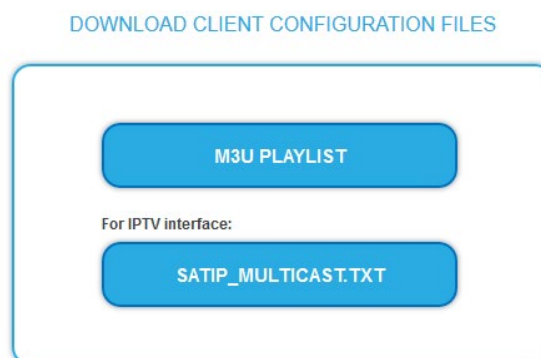 DOWNLOAD CLIENT CONFIGURATION FILES
M3U PLAYLIST
For IPTV interface:
SATIP_MULTICAST.TXT